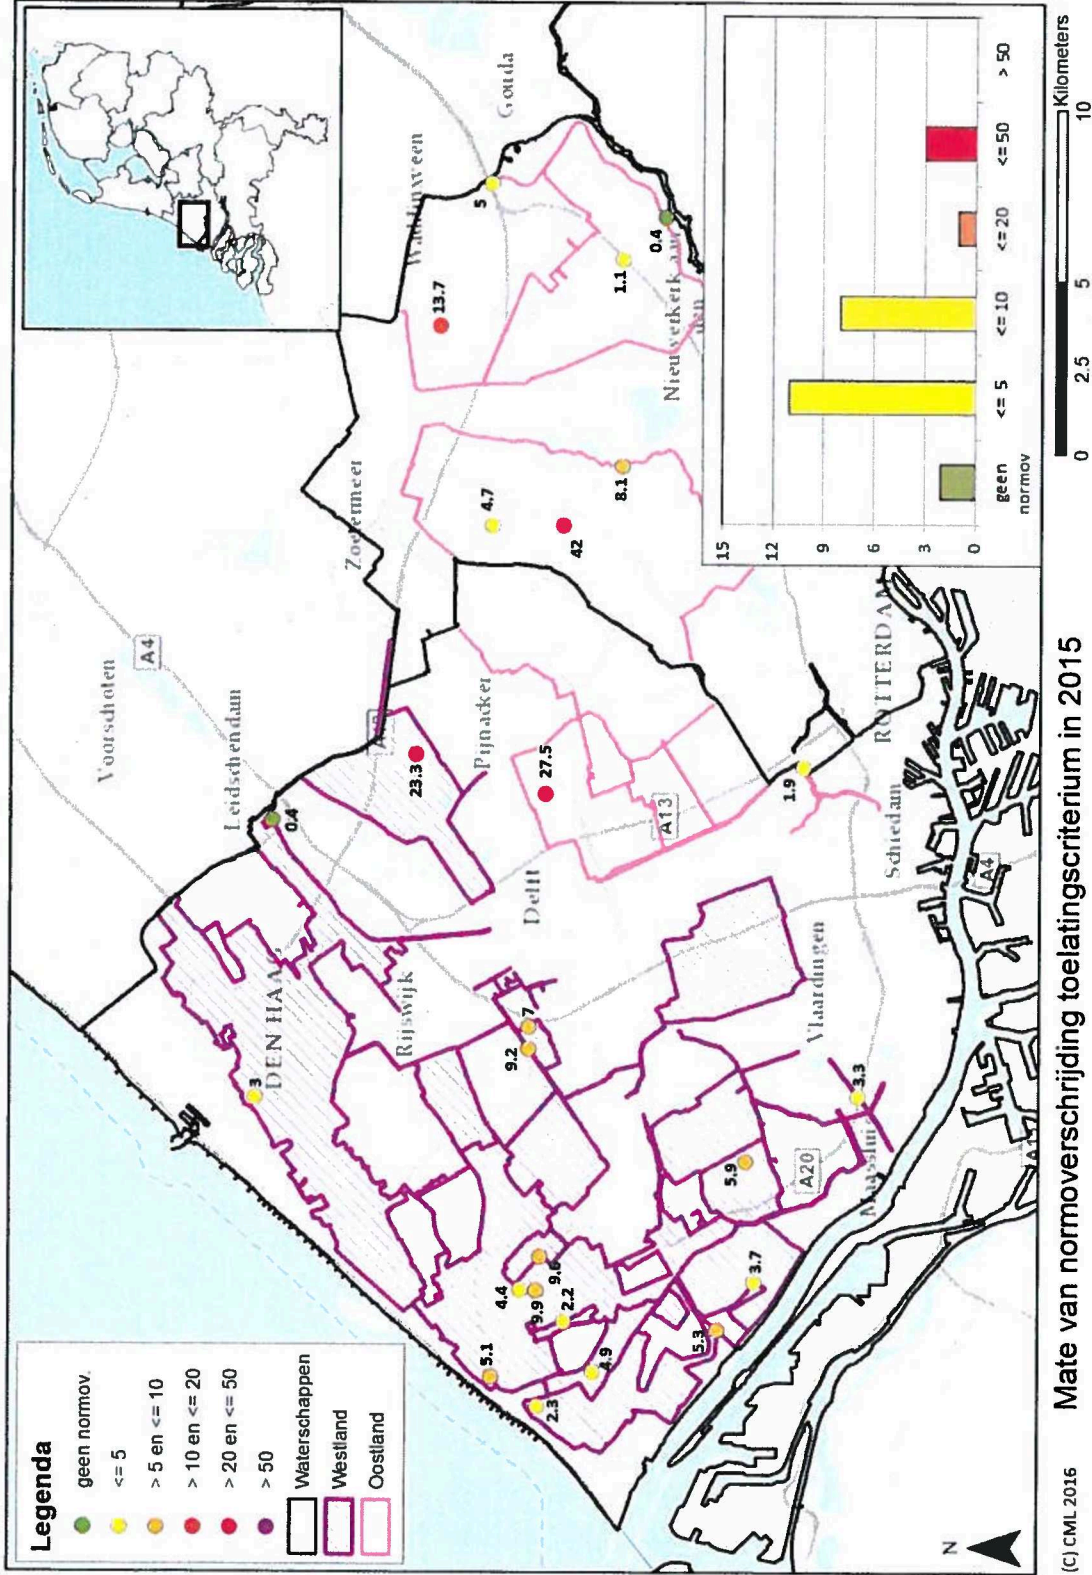 Legenda
geen normov.
<= 5
> 5 en <= 10
> 10 en <= 20
> 20 en <= 50
> 50
Waterschappen
Westland
Oostland
Voorschoten
A4
Leidschendam
Zoetermeer
Waddinxveen
Gouda
DEN HAAG
Rijswijk
Pijnacker
Delft
A13
Nieuwerkerk aan
den
Vlaardingen
Schiedam
ROTTERDAM
Maassluis
A20
A4
0.4
3
23.3
27.5
4.7
42
8.1
13.7
5
1.1
0.4
1.9
7
9.2
5.1
4.4
9.9
9.6
2.2
2.3
4.9
5.3
3.7
5.9
3.3
15
12
9
6
3
0
geen
normov
<= 5
<= 10
<= 20
<= 50
> 50
N
0 2.5 5 10
Kilometers
(C) CML 2016
Mate van normoverschrijding toelatingscriterium in 2015